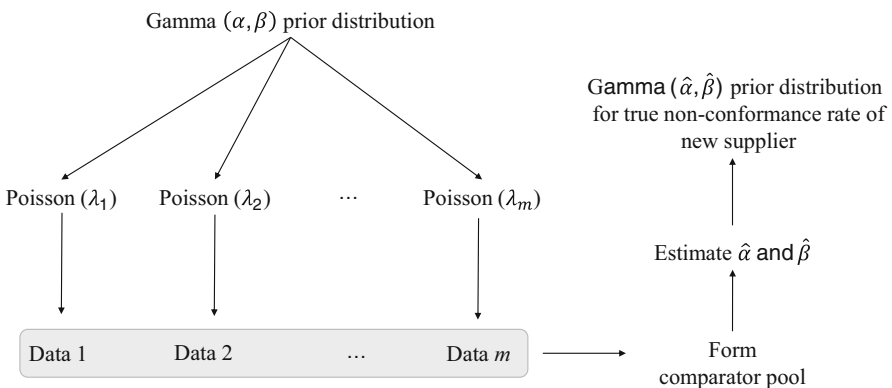 Gamma (α, β) prior distribution
Poisson (λ₁) Poisson (λ₂) ... Poisson (λₘ)
Data 1 Data 2 ... Data m
Form
comparator pool
Estimate α̂ and β̂
Gamma (α̂, β̂) prior distribution
for true non-conformance rate of
new supplier